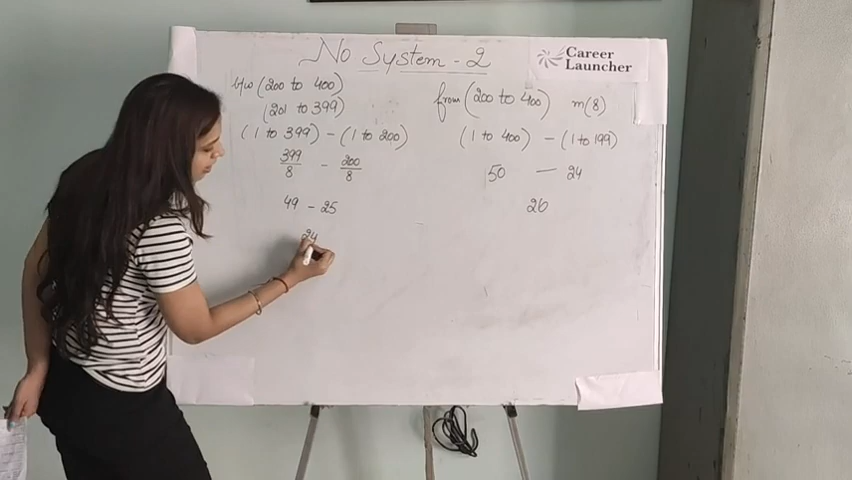 No System - 2
Career
Launcher
b/w (200 to 400)
(201 to 399)
(1 to 399) - (1 to 200)
399/8 - 200/8
49 - 25
24
from (200 to 400) m(8)
(1 to 400) - (1 to 199)
50 - 24
26